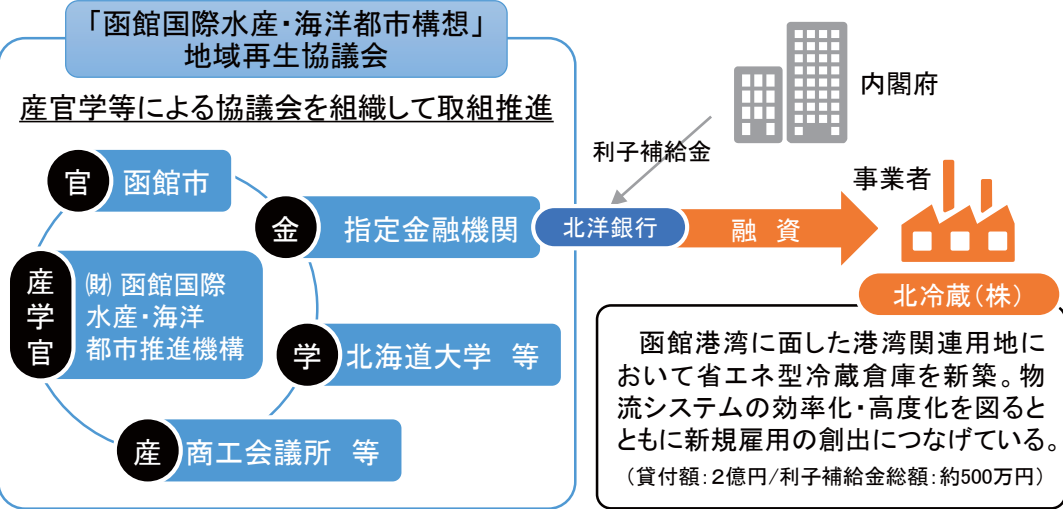 「函館国際水産・海洋都市構想」
地域再生協議会
産官学等による協議会を組織して取組推進
官 函館市
金 指定金融機関
産学官 ㈶ 函館国際
水産・海洋
都市推進機構
学 北海道大学 等
産 商工会議所 等
内閣府
利子補給金
北洋銀行
融 資
事業者
北冷蔵(株)
函館港湾に面した港湾関連用地に
おいて省エネ型冷蔵倉庫を新築。物
流システムの効率化・高度化を図ると
ともに新規雇用の創出につなげている。
（貸付額：２億円/利子補給金総額：約500万円）